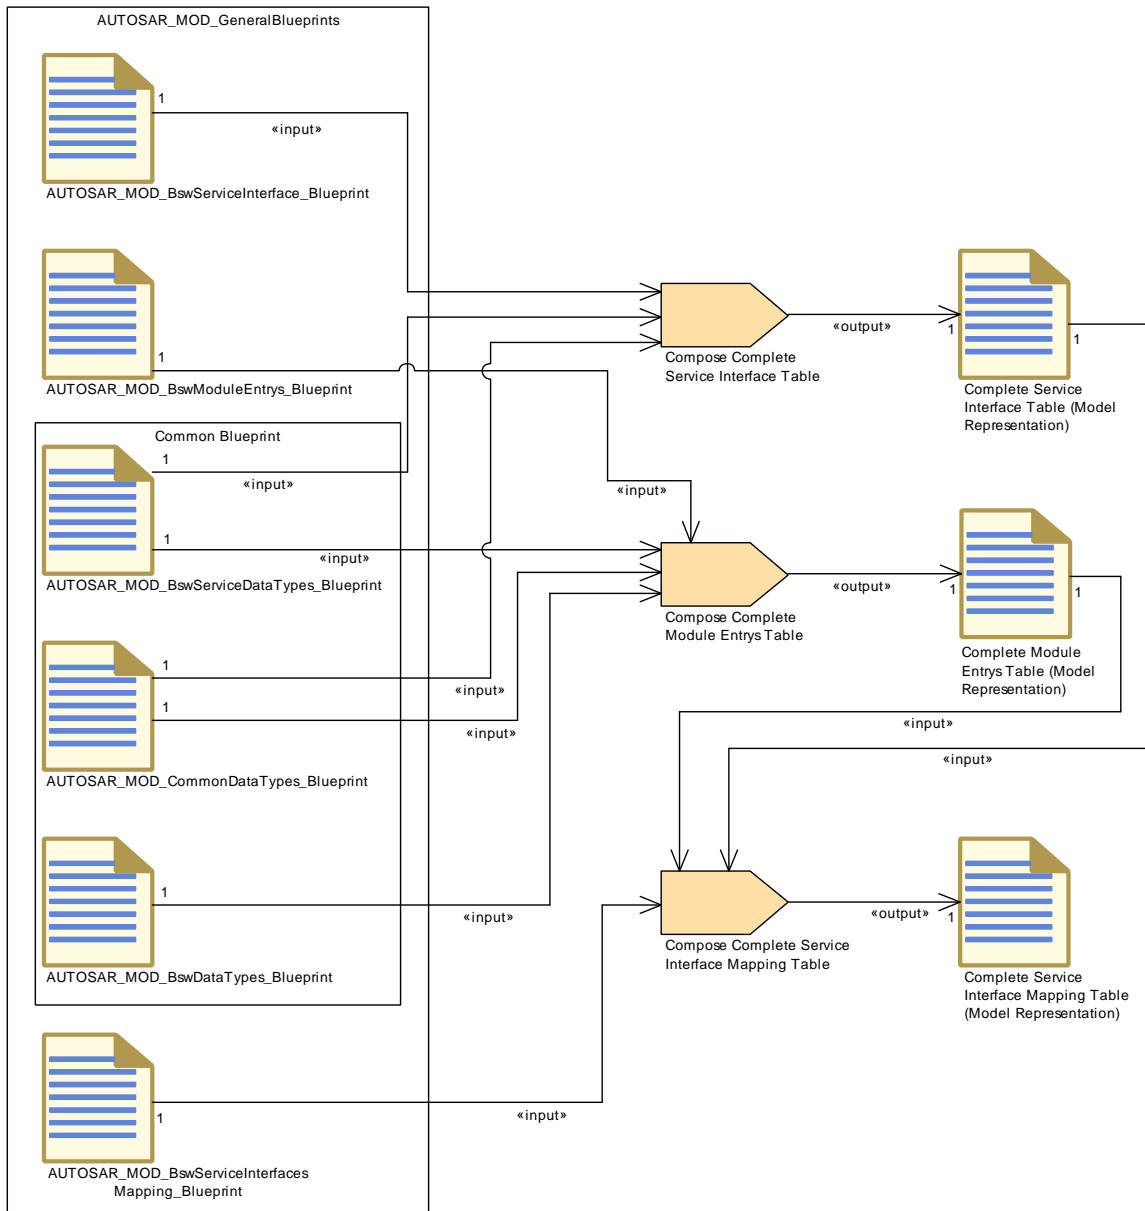 AUTOSAR_MOD_GeneralBlueprints
1
«input»
AUTOSAR_MOD_BswServiceInterface_Blueprint
1
AUTOSAR_MOD_BswModuleEntrys_Blueprint
Common Blueprint
1
«input»
1
«input»
AUTOSAR_MOD_BswServiceDataTypes_Blueprint
1
«input»
1
«input»
AUTOSAR_MOD_CommonDataTypes_Blueprint
1
«input»
AUTOSAR_MOD_BswDataTypes_Blueprint
1
«input»
AUTOSAR_MOD_BswServiceInterfaces
Mapping_Blueprint
Compose Complete
Service Interface Table
«output»
1
1
Complete Service
Interface Table (Model
Representation)
«input»
Compose Complete
Module Entrys Table
«output»
1
1
Complete Module
Entrys Table (Model
Representation)
«input»
«input»
Compose Complete Service
Interface Mapping Table
«output»
1
Complete Service
Interface Mapping Table
(Model Representation)